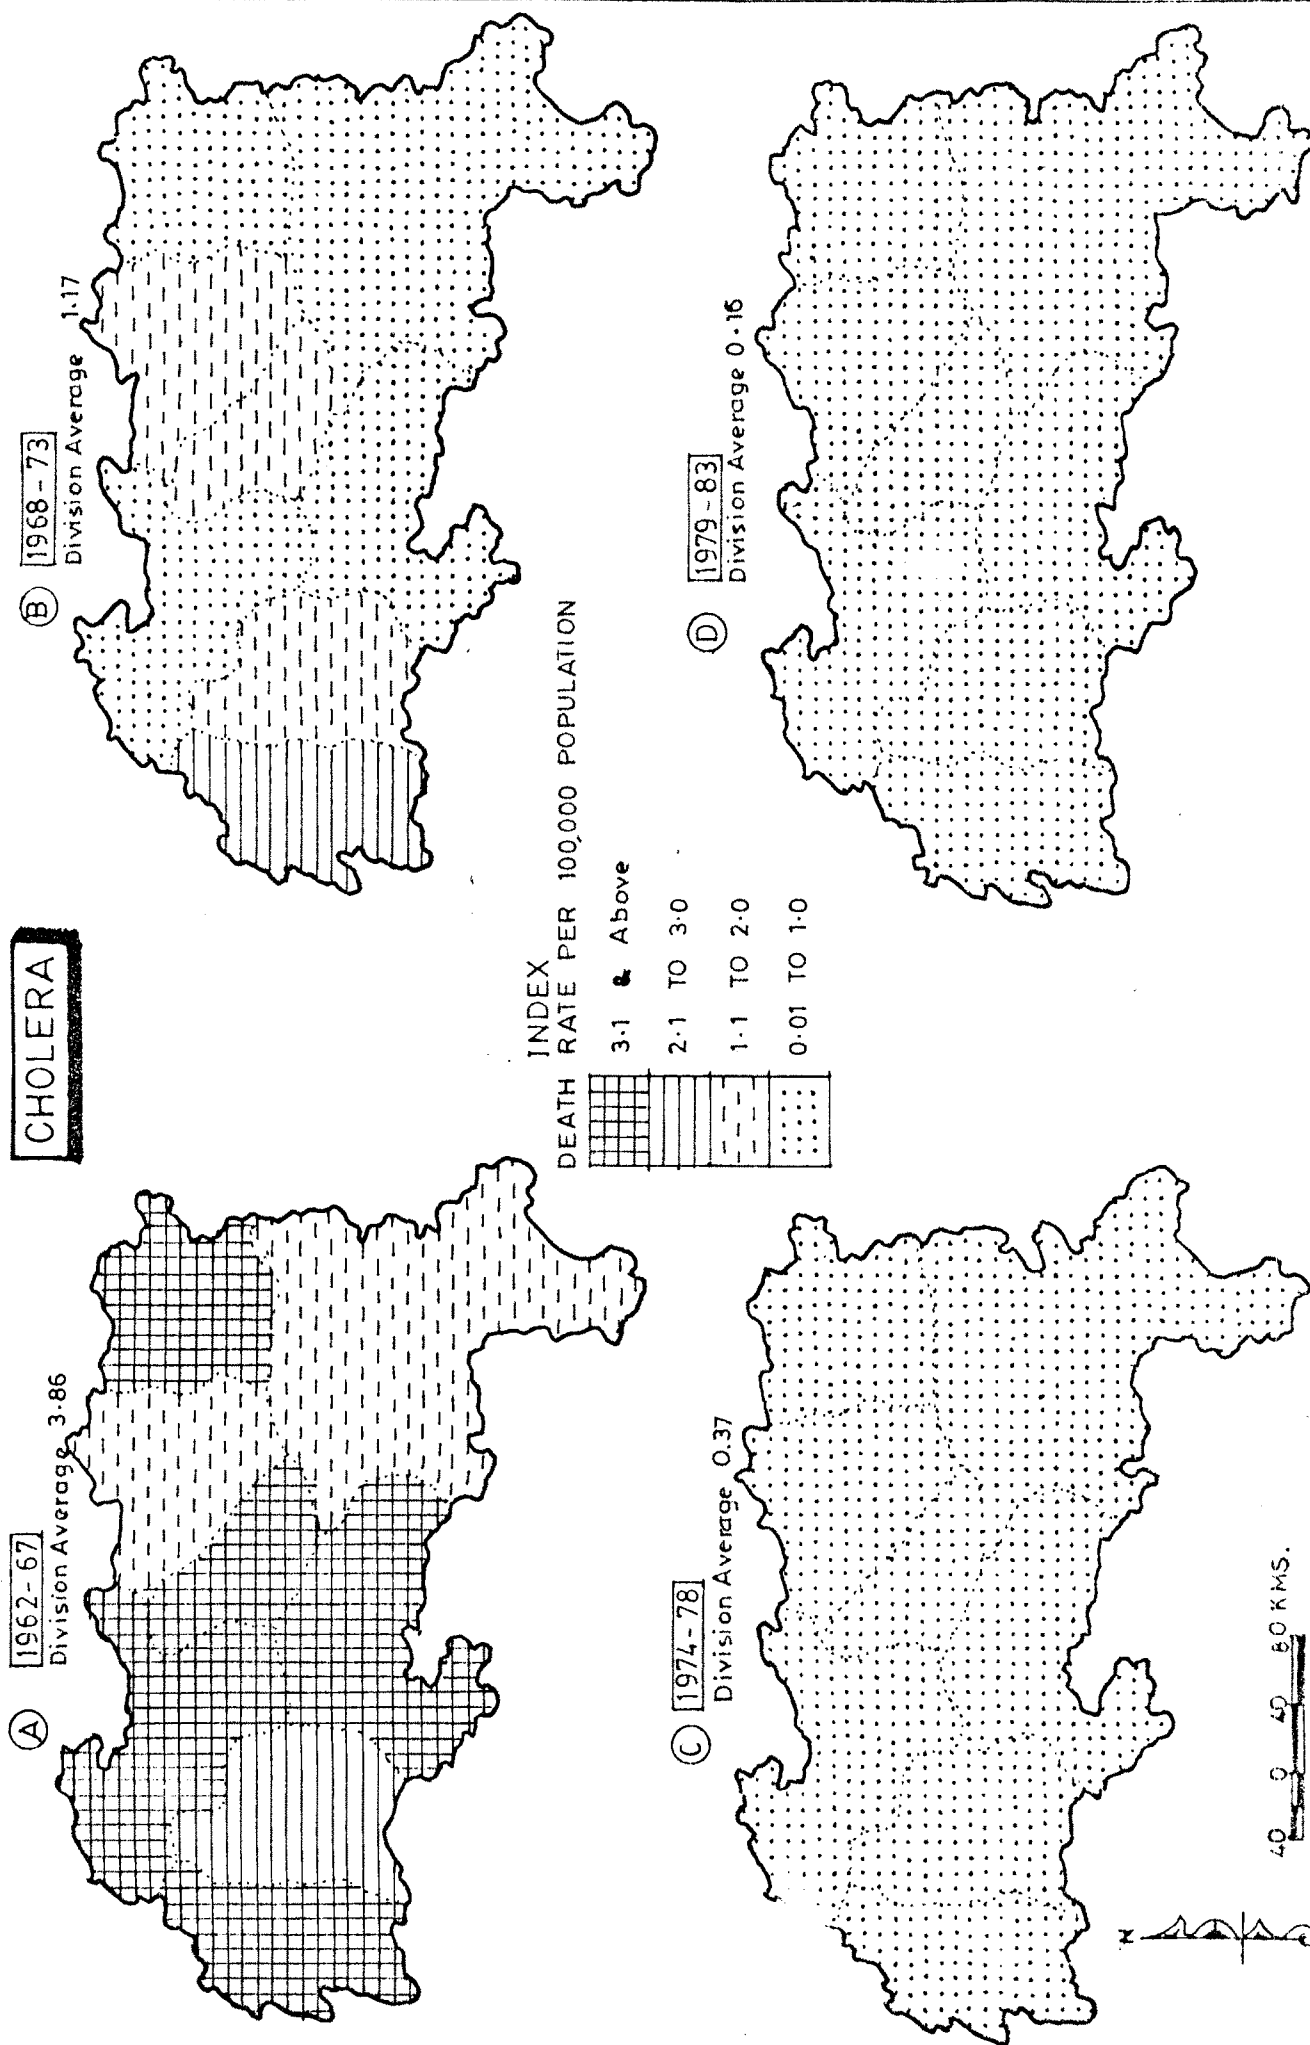 CHOLERA
A
1962-67
Division Average 3·86
B
1968-73
Division Average 1·17
INDEX
DEATH RATE PER 100,000 POPULATION
3·1 & Above
2·1 TO 3·0
1·1 TO 2·0
0·01 TO 1·0
C
1974-78
Division Average 0.37
D
1979-83
Division Average 0·16
N
40 0 40 80 KMS.